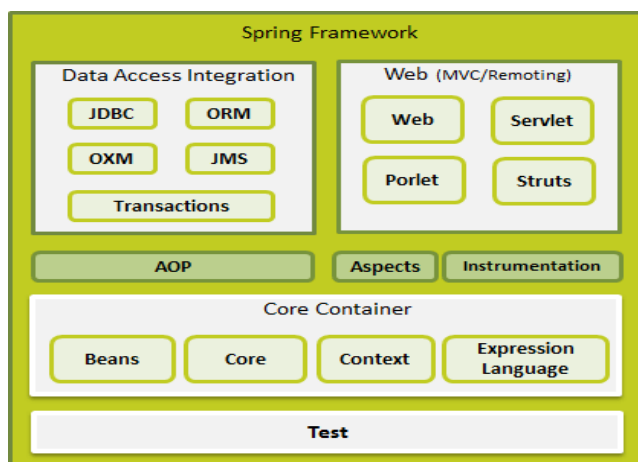 Spring Framework
Data Access Integration
JDBC
ORM
OXM
JMS
Transactions
Web (MVC/Remoting)
Web
Servlet
Porlet
Struts
AOP
Aspects
Instrumentation
Core Container
Beans
Core
Context
Expression
Language
Test